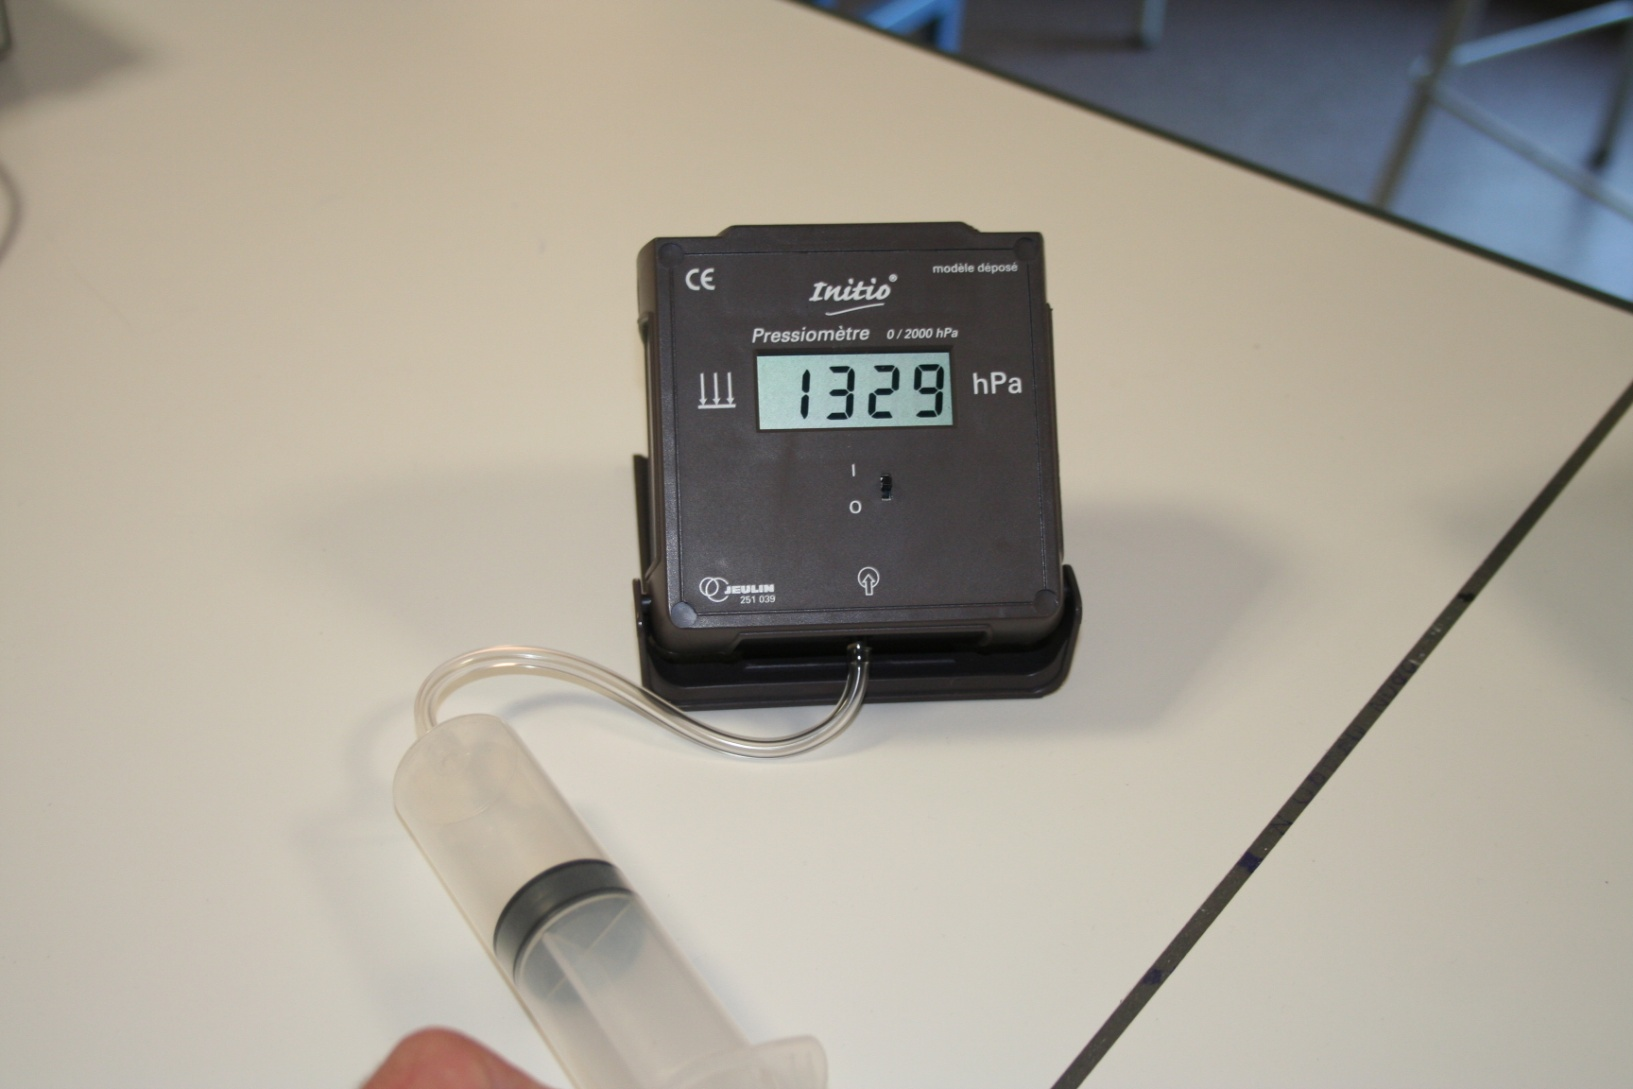 CE
Initio®
modèle déposé
Pressiomètre 0 / 2000 hPa
1329 hPa
I
O
JEULIN
251 039